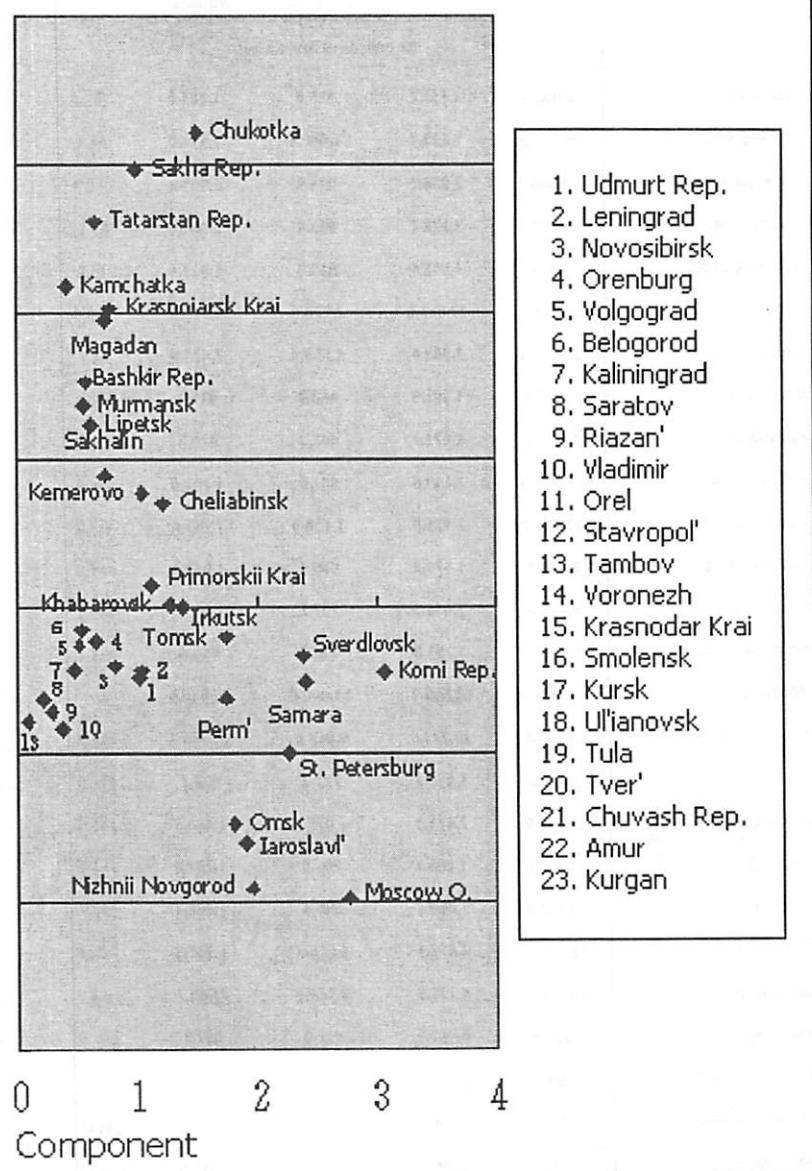 Chukotka
Sakha Rep.
Tatarstan Rep.
Kamchatka
Krasnoiarsk Krai
Magadan
Bashkir Rep.
Murmansk
Lipetsk
Sakhalin
Kemerovo
Cheliabinsk
Primorskii Krai
Khabarovsk
Irkutsk
6
5
4
Tomsk
Sverdlovsk
7
3
2
1
Komi Rep.
8
9
10
13
Perm'
Samara
St. Petersburg
Omsk
Iaroslavl'
Nizhnii Novgorod
Moscow O.
0 1 2 3 4
Component
1. Udmurt Rep.
2. Leningrad
3. Novosibirsk
4. Orenburg
5. Volgograd
6. Belogorod
7. Kaliningrad
8. Saratov
9. Riazan'
10. Vladimir
11. Orel
12. Stavropol'
13. Tambov
14. Voronezh
15. Krasnodar Krai
16. Smolensk
17. Kursk
18. Ul'ianovsk
19. Tula
20. Tver'
21. Chuvash Rep.
22. Amur
23. Kurgan